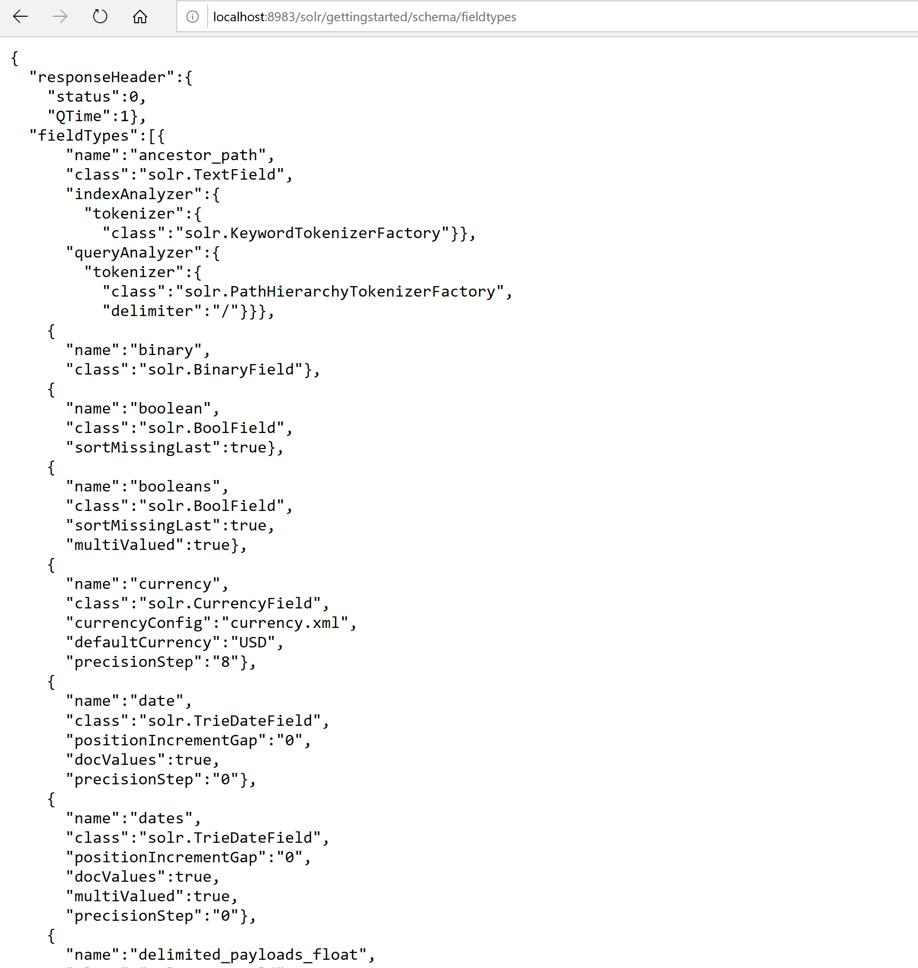 localhost:8983/solr/gettingstarted/schema/fieldtypes
{
  "responseHeader":{
    "status":0,
    "QTime":1},
  "fieldTypes":[{
      "name":"ancestor_path",
      "class":"solr.TextField",
      "indexAnalyzer":{
        "tokenizer":{
          "class":"solr.KeywordTokenizerFactory"}},
      "queryAnalyzer":{
        "tokenizer":{
          "class":"solr.PathHierarchyTokenizerFactory",
          "delimiter":"/"}}},
    {
      "name":"binary",
      "class":"solr.BinaryField"},
    {
      "name":"boolean",
      "class":"solr.BoolField",
      "sortMissingLast":true},
    {
      "name":"booleans",
      "class":"solr.BoolField",
      "sortMissingLast":true,
      "multiValued":true},
    {
      "name":"currency",
      "class":"solr.CurrencyField",
      "currencyConfig":"currency.xml",
      "defaultCurrency":"USD",
      "precisionStep":"8"},
    {
      "name":"date",
      "class":"solr.TrieDateField",
      "positionIncrementGap":"0",
      "docValues":true,
      "precisionStep":"0"},
    {
      "name":"dates",
      "class":"solr.TrieDateField",
      "positionIncrementGap":"0",
      "docValues":true,
      "multiValued":true,
      "precisionStep":"0"},
    {
      "name":"delimited_payloads_float",